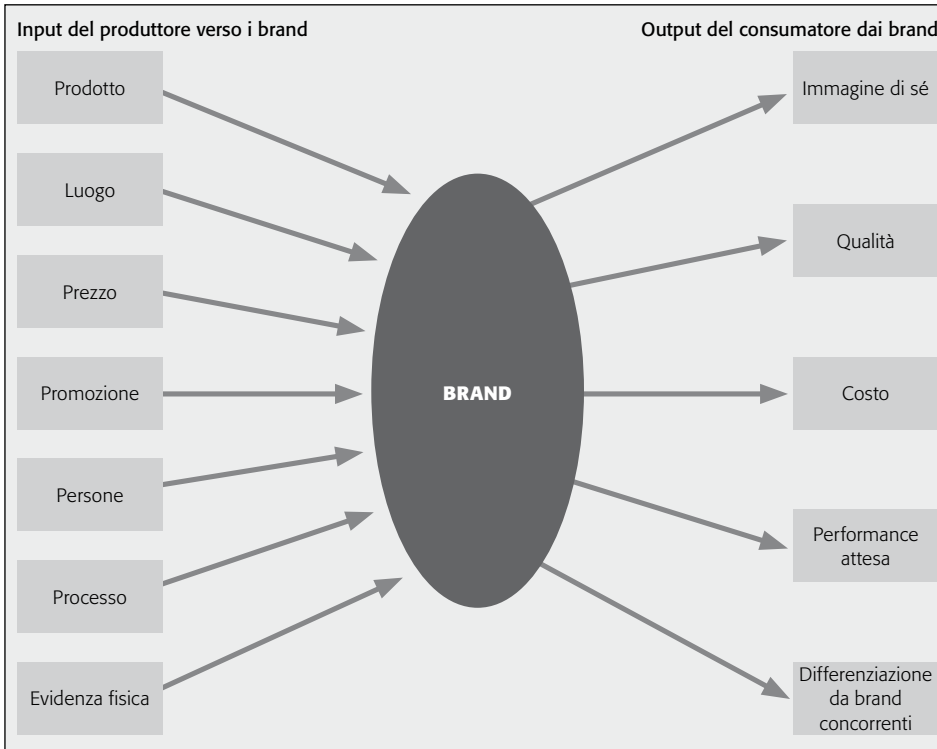 Input del produttore verso i brand
Output del consumatore dai brand
Prodotto
Luogo
Prezzo
Promozione
Persone
Processo
Evidenza fisica
BRAND
Immagine di sé
Qualità
Costo
Performance
attesa
Differenziazione
da brand
concorrenti